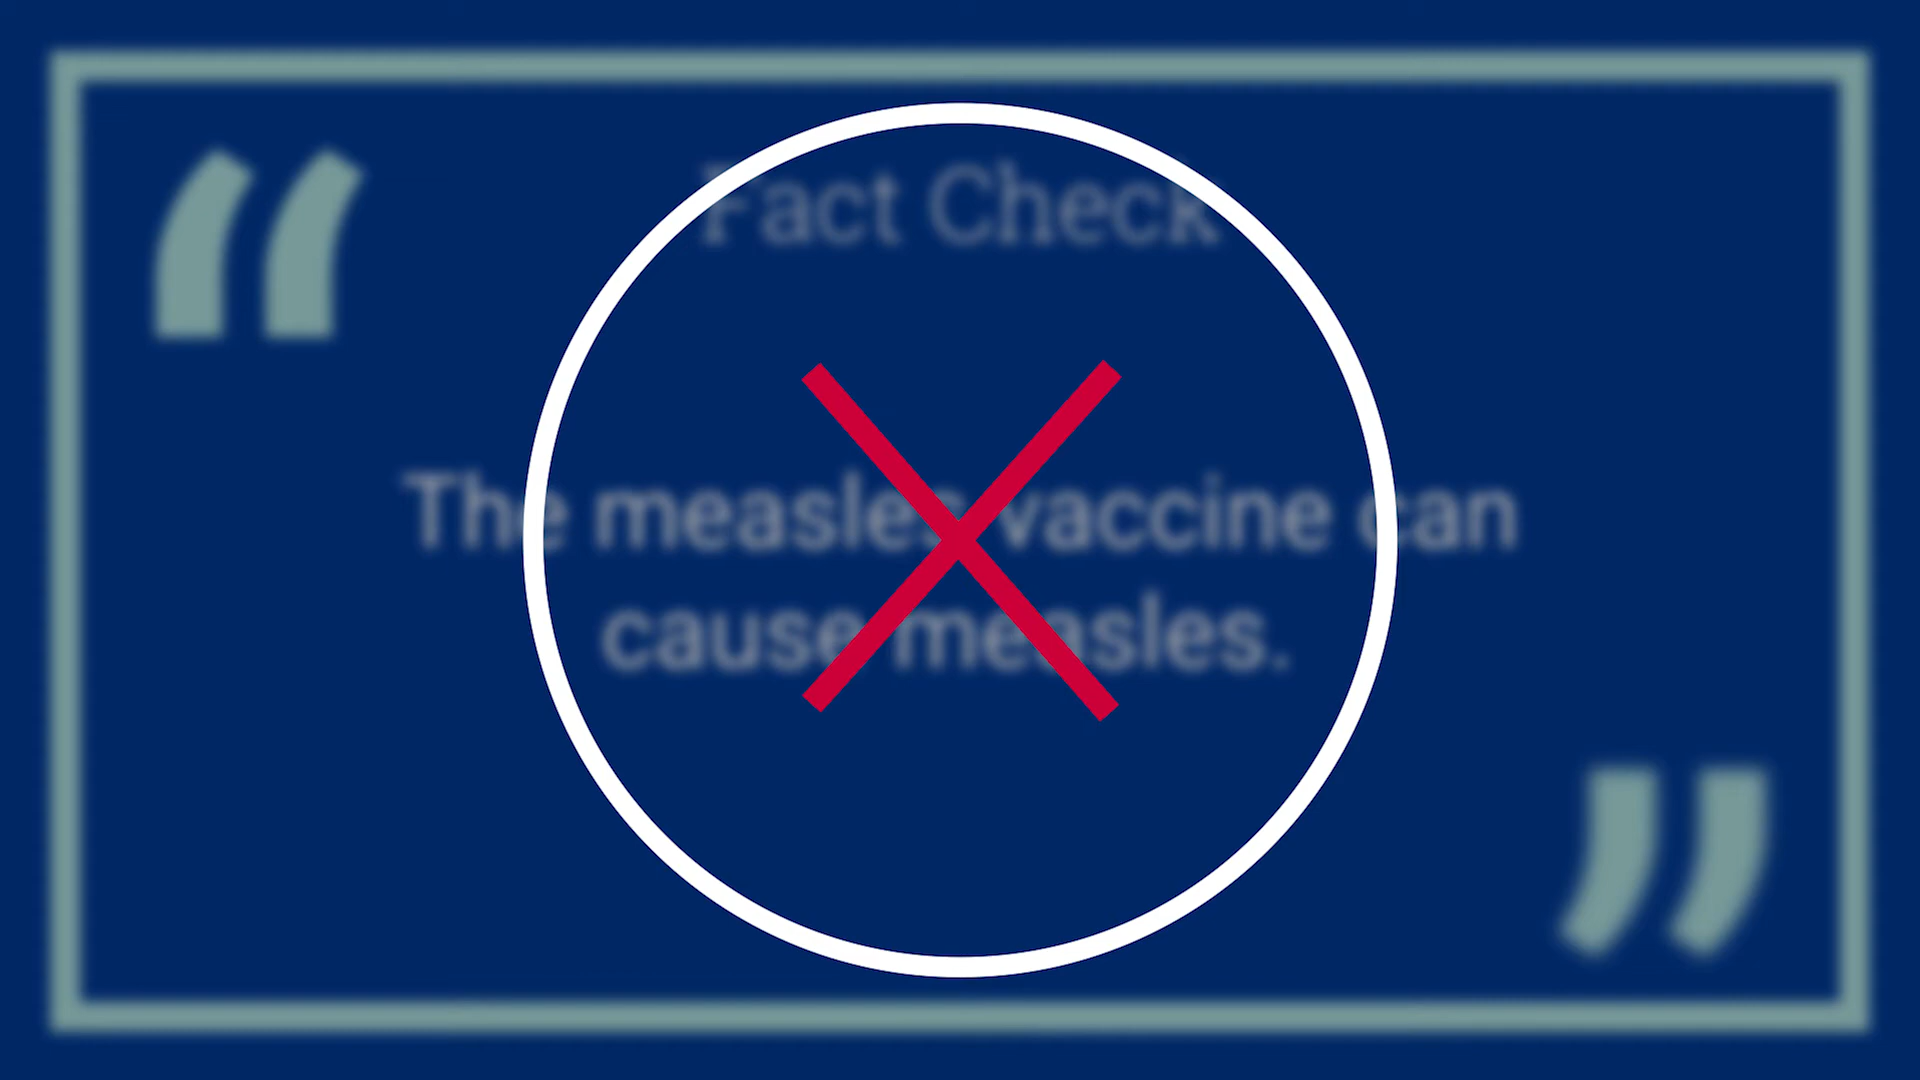 “
Fact Check
The measles vaccine can
cause measles.
”